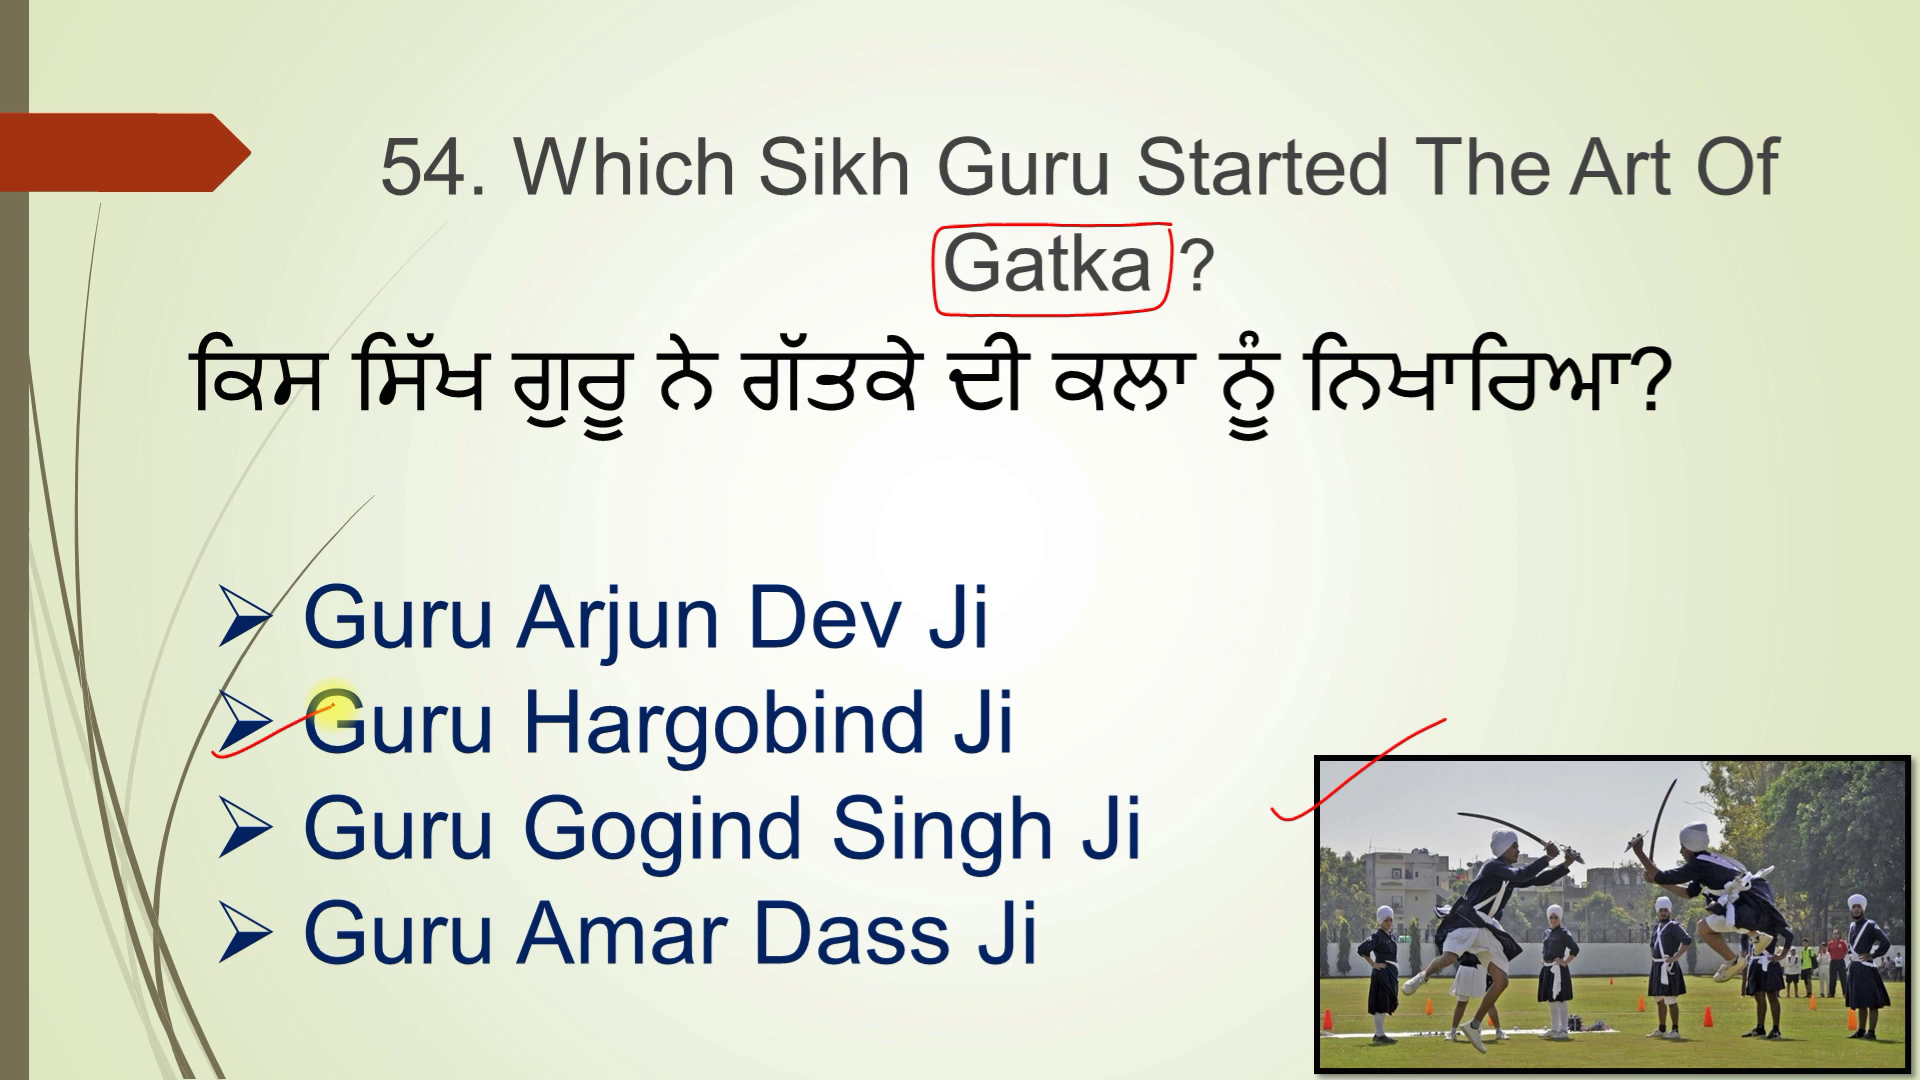 54. Which Sikh Guru Started The Art Of
Gatka ?
ਕਿਸ ਸਿੱਖ ਗੁਰੂ ਨੇ ਗੱਤਕੇ ਦੀ ਕਲਾ ਨੂੰ ਨਿਖਾਰਿਆ?
Guru Arjun Dev Ji
Guru Hargobind Ji
Guru Gogind Singh Ji
Guru Amar Dass Ji